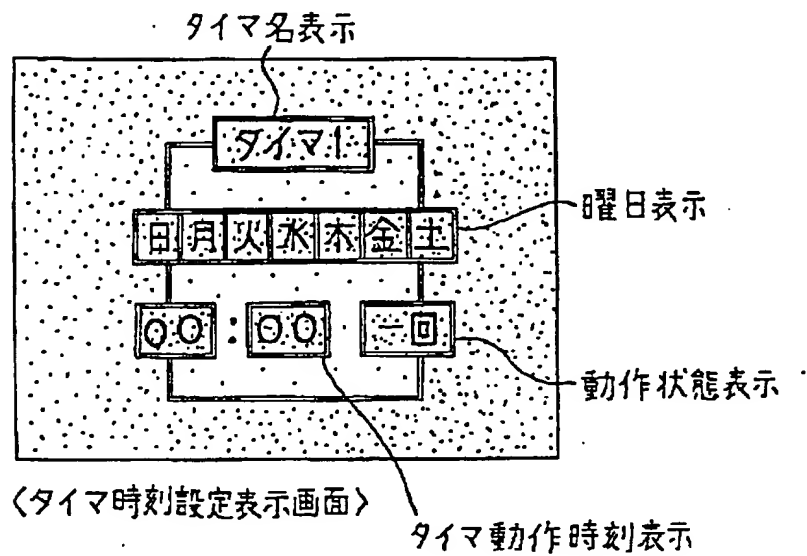 タイマ名表示
タイマ1
日月火水木金土
曜日表示
00:00
一回
動作状態表示
〈タイマ時刻設定表示画面〉
タイマ動作時刻表示